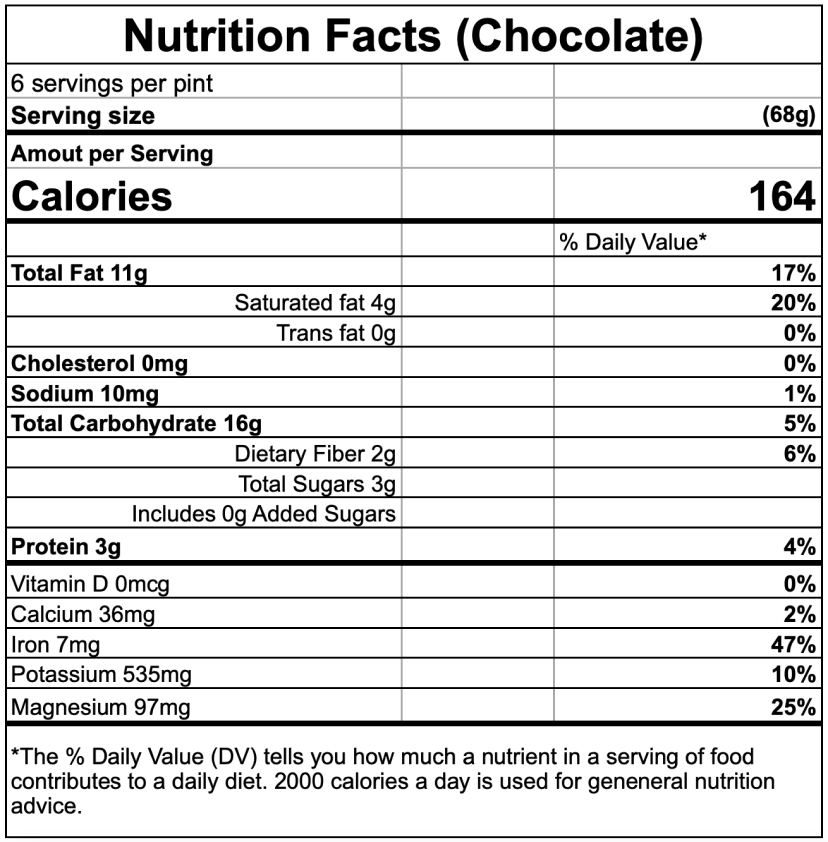 Nutrition Facts (Chocolate)
6 servings per pint
Serving size (68g)
Amout per Serving
Calories 164
% Daily Value*
Total Fat 11g 17%
Saturated fat 4g 20%
Trans fat 0g 0%
Cholesterol 0mg 0%
Sodium 10mg 1%
Total Carbohydrate 16g 5%
Dietary Fiber 2g 6%
Total Sugars 3g
Includes 0g Added Sugars
Protein 3g 4%
Vitamin D 0mcg 0%
Calcium 36mg 2%
Iron 7mg 47%
Potassium 535mg 10%
Magnesium 97mg 25%
*The % Daily Value (DV) tells you how much a nutrient in a serving of food
contributes to a daily diet. 2000 calories a day is used for geneneral nutrition
advice.